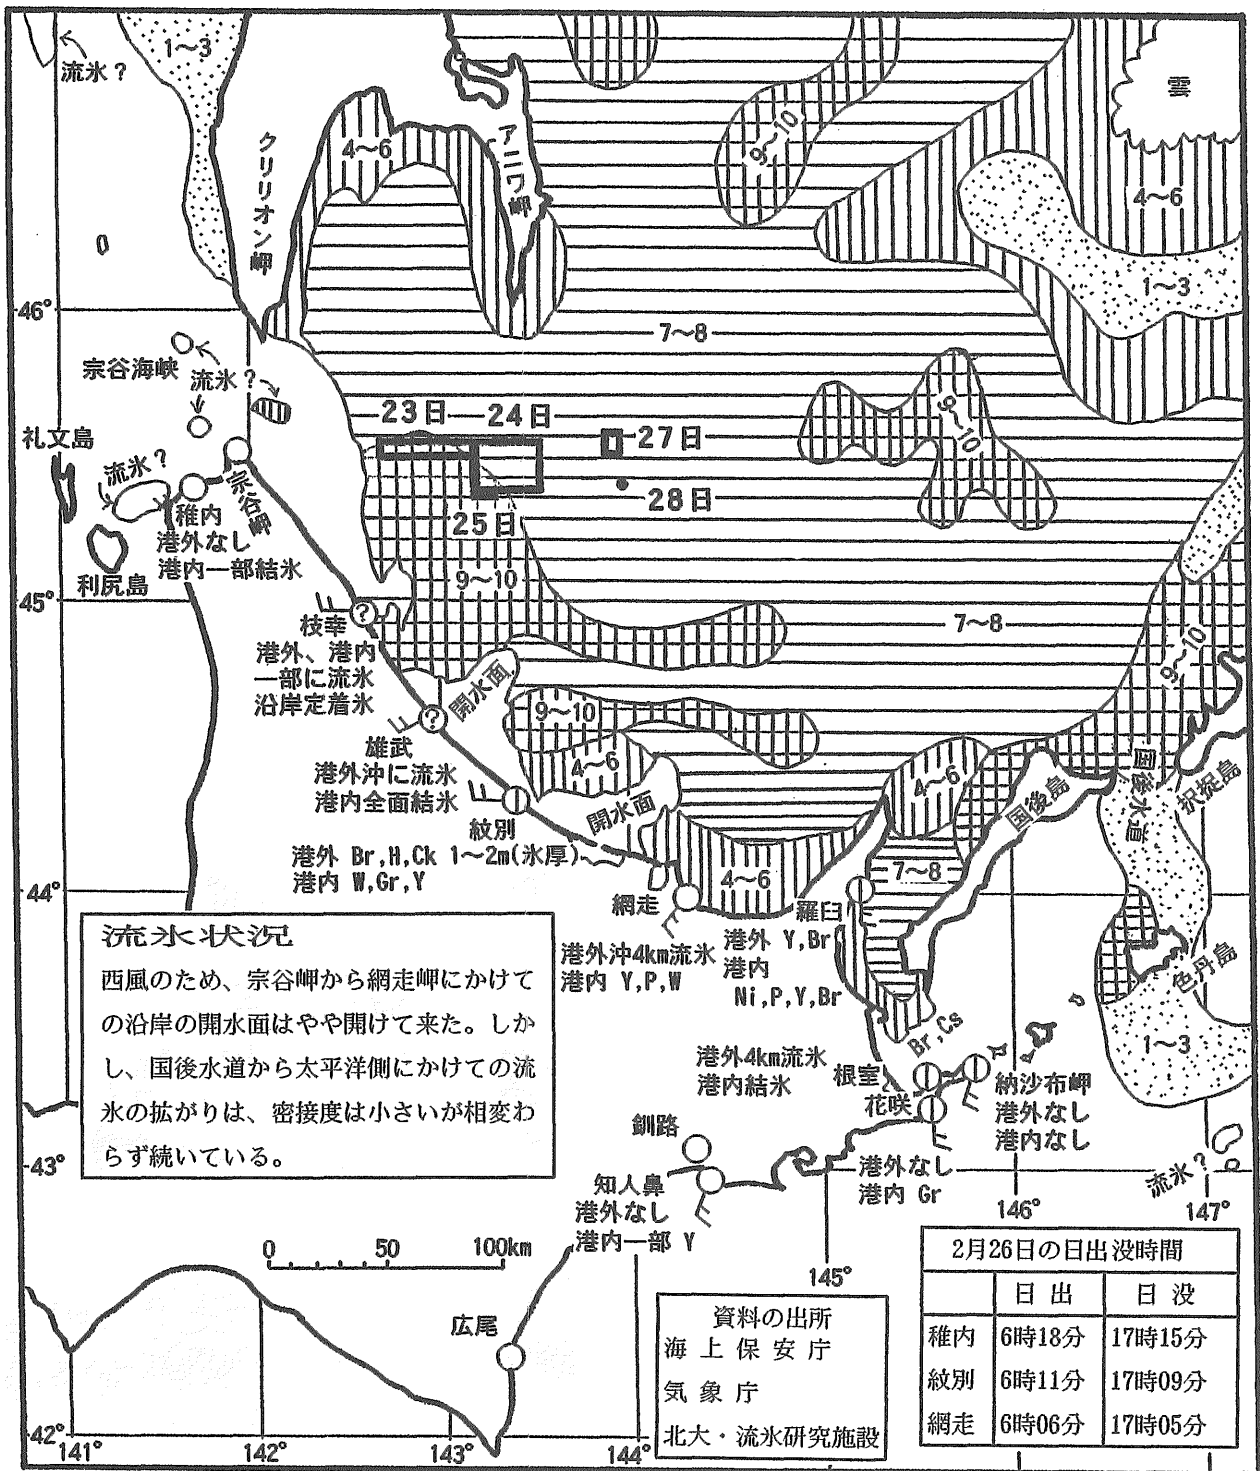 1～3
流氷？
雲
9～10
クリリオン岬
4～6
アニワ岬
4～6
1～3
46°
7～8
宗谷海峡
流氷？
23日
24日
27日
28日
25日
9～10
礼文島
流氷？
宗谷岬
稚内
港外なし
港内一部結氷
利尻島
9～10
45°
7～8
9～10
枝幸
港外、港内
一部に流氷
沿岸定着氷
開水面
9～10
雄武
港外沖に流氷
港内全面結氷
4～6
4～6
国後島
国後水道
択捉島
開水面
紋別
港外 Br,H,Ck 1～2m(氷厚)
港内 W,Gr,Y
44°
4～6
7～8
網走
港外沖4km流氷
港内 Y,P,W
羅臼
港外 Y,Br
港内
Ni,P,Y,Br
色丹島
1～3
Br,Cs
流氷状況
西風のため、宗谷岬から網走岬にかけて
の沿岸の開水面はやや開けて来た。しか
し、国後水道から太平洋側にかけての流
氷の拡がりは、密接度は小さいが相変わ
らず続いている。
港外4km流氷
港内結氷
根室
花咲
納沙布岬
港外なし
港内なし
43°
釧路
知人鼻
港外なし
港内一部 Y
港外なし
港内 Gr
流氷？
146°
147°
145°
0 50 100km
広尾
資料の出所
海上保安庁
気象庁
北大・流氷研究施設
2月26日の日出没時間
日出 日没
稚内 6時18分 17時15分
紋別 6時11分 17時09分
網走 6時06分 17時05分
42°
141°
142°
143°
144°